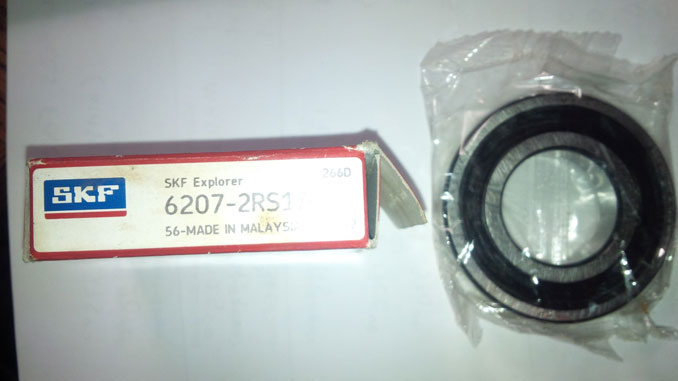 SKF
SKF Explorer
266D
6207-2RS1
56-MADE IN MALAYSIA